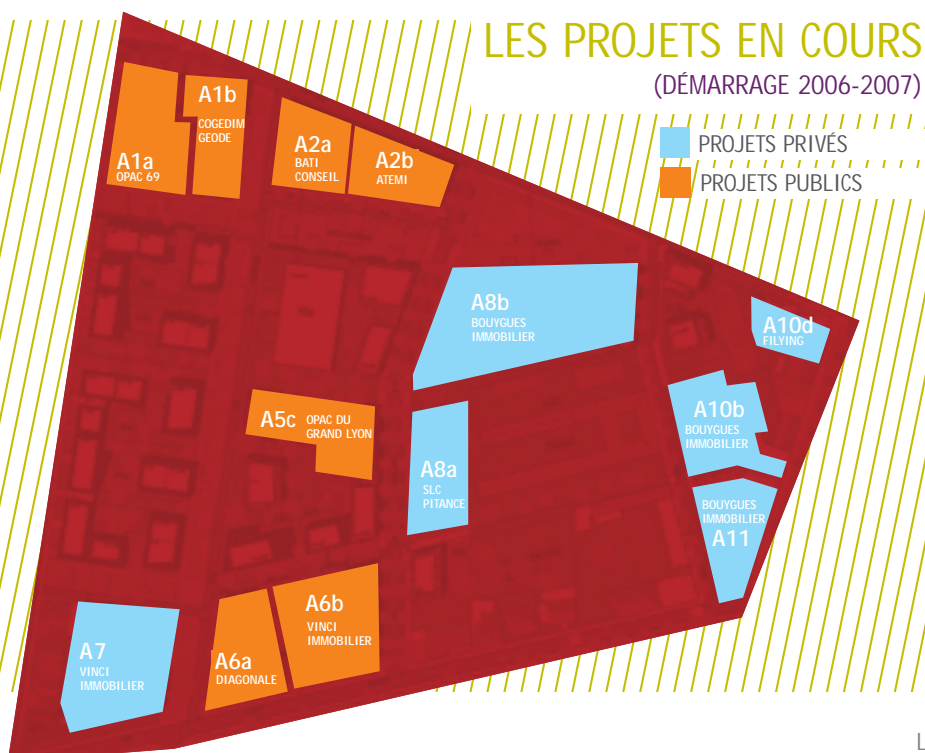 LES PROJETS EN COURS
(DÉMARRAGE 2006-2007)
PROJETS PRIVÉS
PROJETS PUBLICS
A1a
OPAC 69
A1b
COGEDIM
GEODE
A2a
BATI
CONSEIL
A2b
ATEMI
A8b
BOUYGUES
IMMOBILIER
A10d
FILYING
A5c OPAC DU
GRAND LYON
A8a
SLC
PITANCE
A10b
BOUYGUES
IMMOBILIER
BOUYGUES
IMMOBILIER
A11
A7
VINCI
IMMOBILIER
A6a
DIAGONALE
A6b
VINCI
IMMOBILIER
L